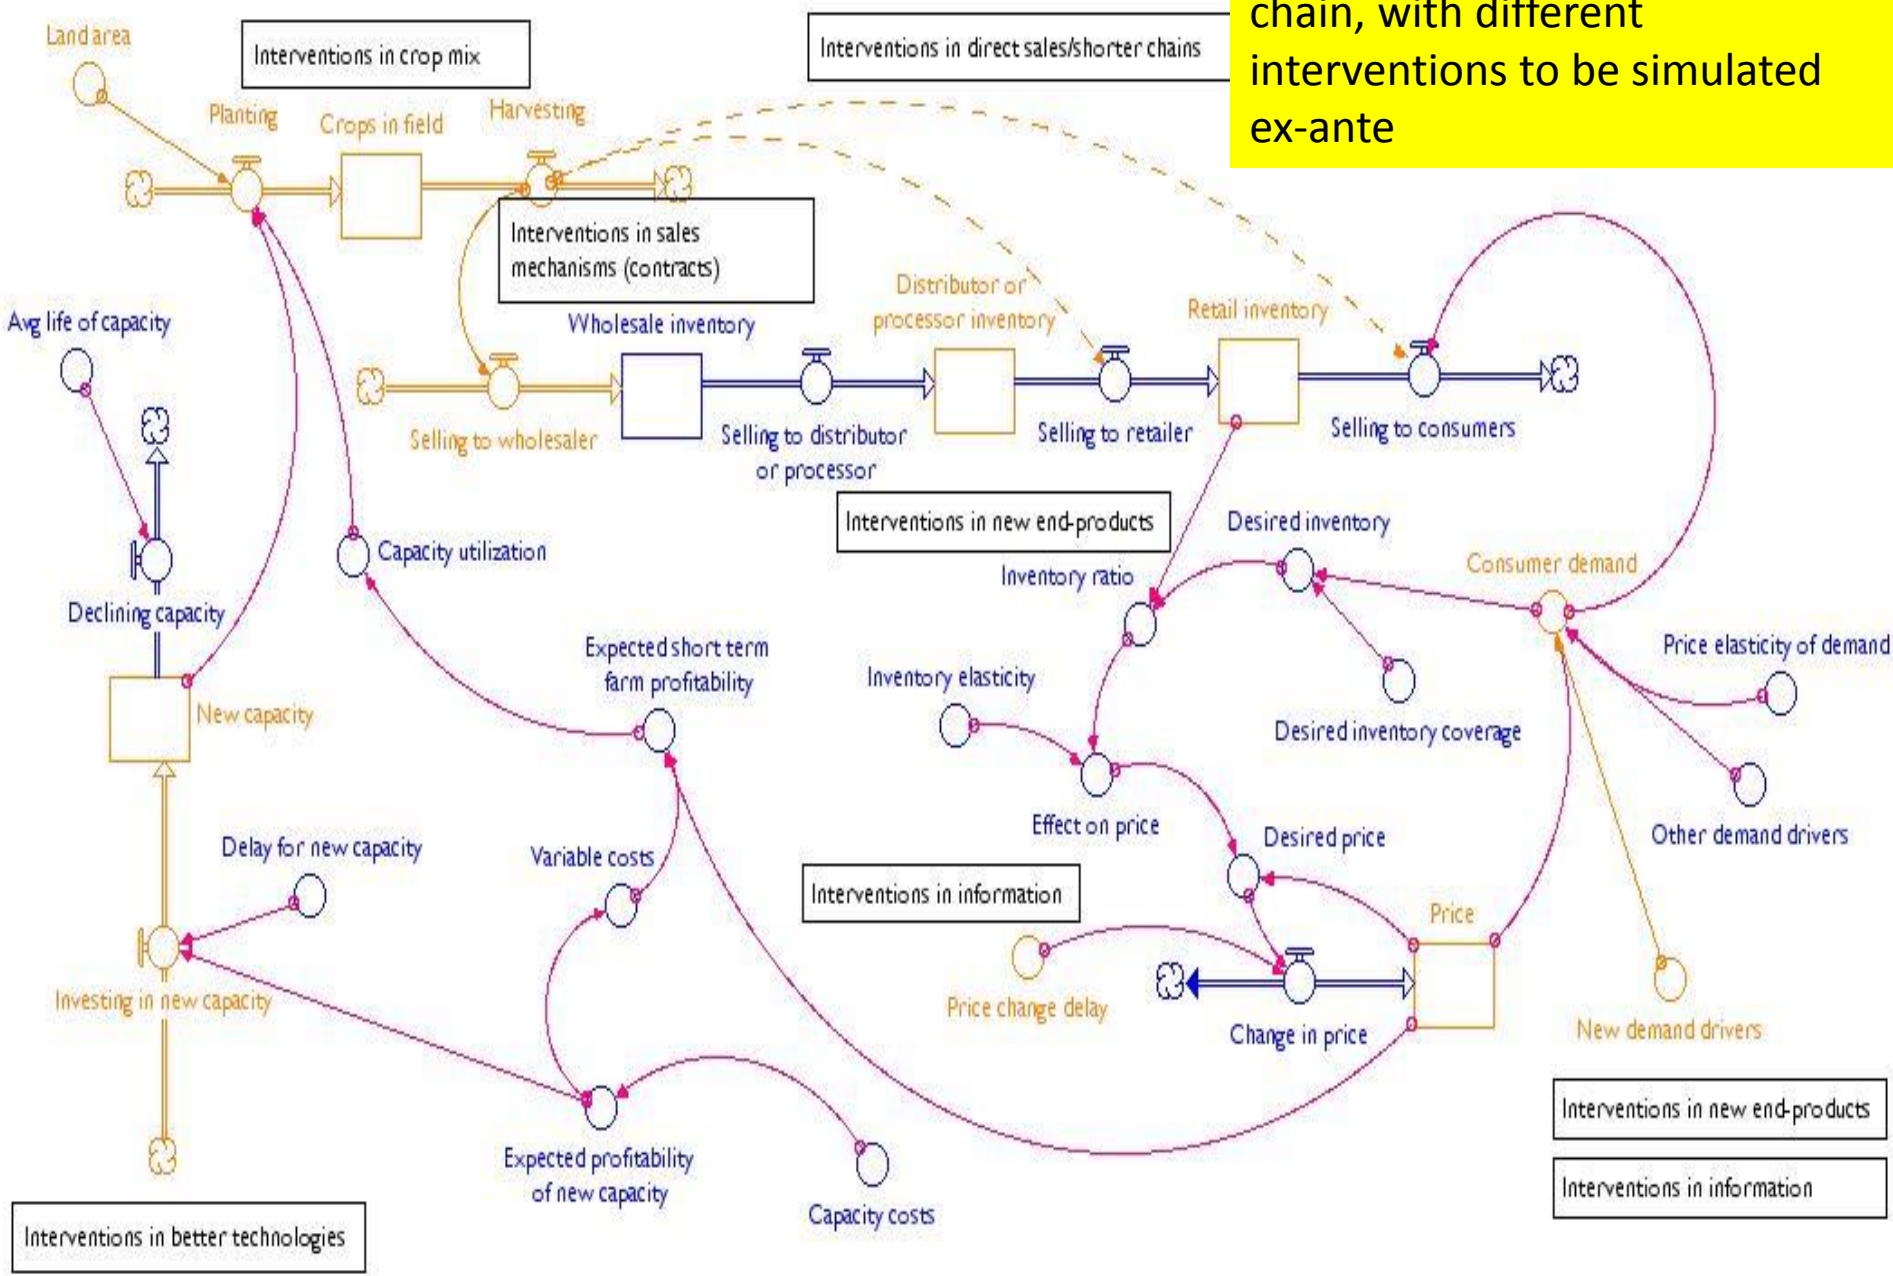 chain, with different
interventions to be simulated
ex-ante
Land area
Interventions in crop mix
Interventions in direct sales/shorter chains
Planting
Crops in field
Harvesting
Interventions in sales
mechanisms (contracts)
Avg life of capacity
Wholesale inventory
Distributor or
processor inventory
Retail inventory
Selling to wholesaler
Selling to distributor
or processor
Selling to retailer
Selling to consumers
Interventions in new end-products
Desired inventory
Capacity utilization
Inventory ratio
Consumer demand
Declining capacity
Expected short term
farm profitability
Inventory elasticity
Price elasticity of demand
New capacity
Desired inventory coverage
Delay for new capacity
Variable costs
Effect on price
Desired price
Other demand drivers
Interventions in information
Price
Investing in new capacity
Price change delay
Change in price
New demand drivers
Interventions in new end-products
Expected profitability
of new capacity
Interventions in information
Capacity costs
Interventions in better technologies